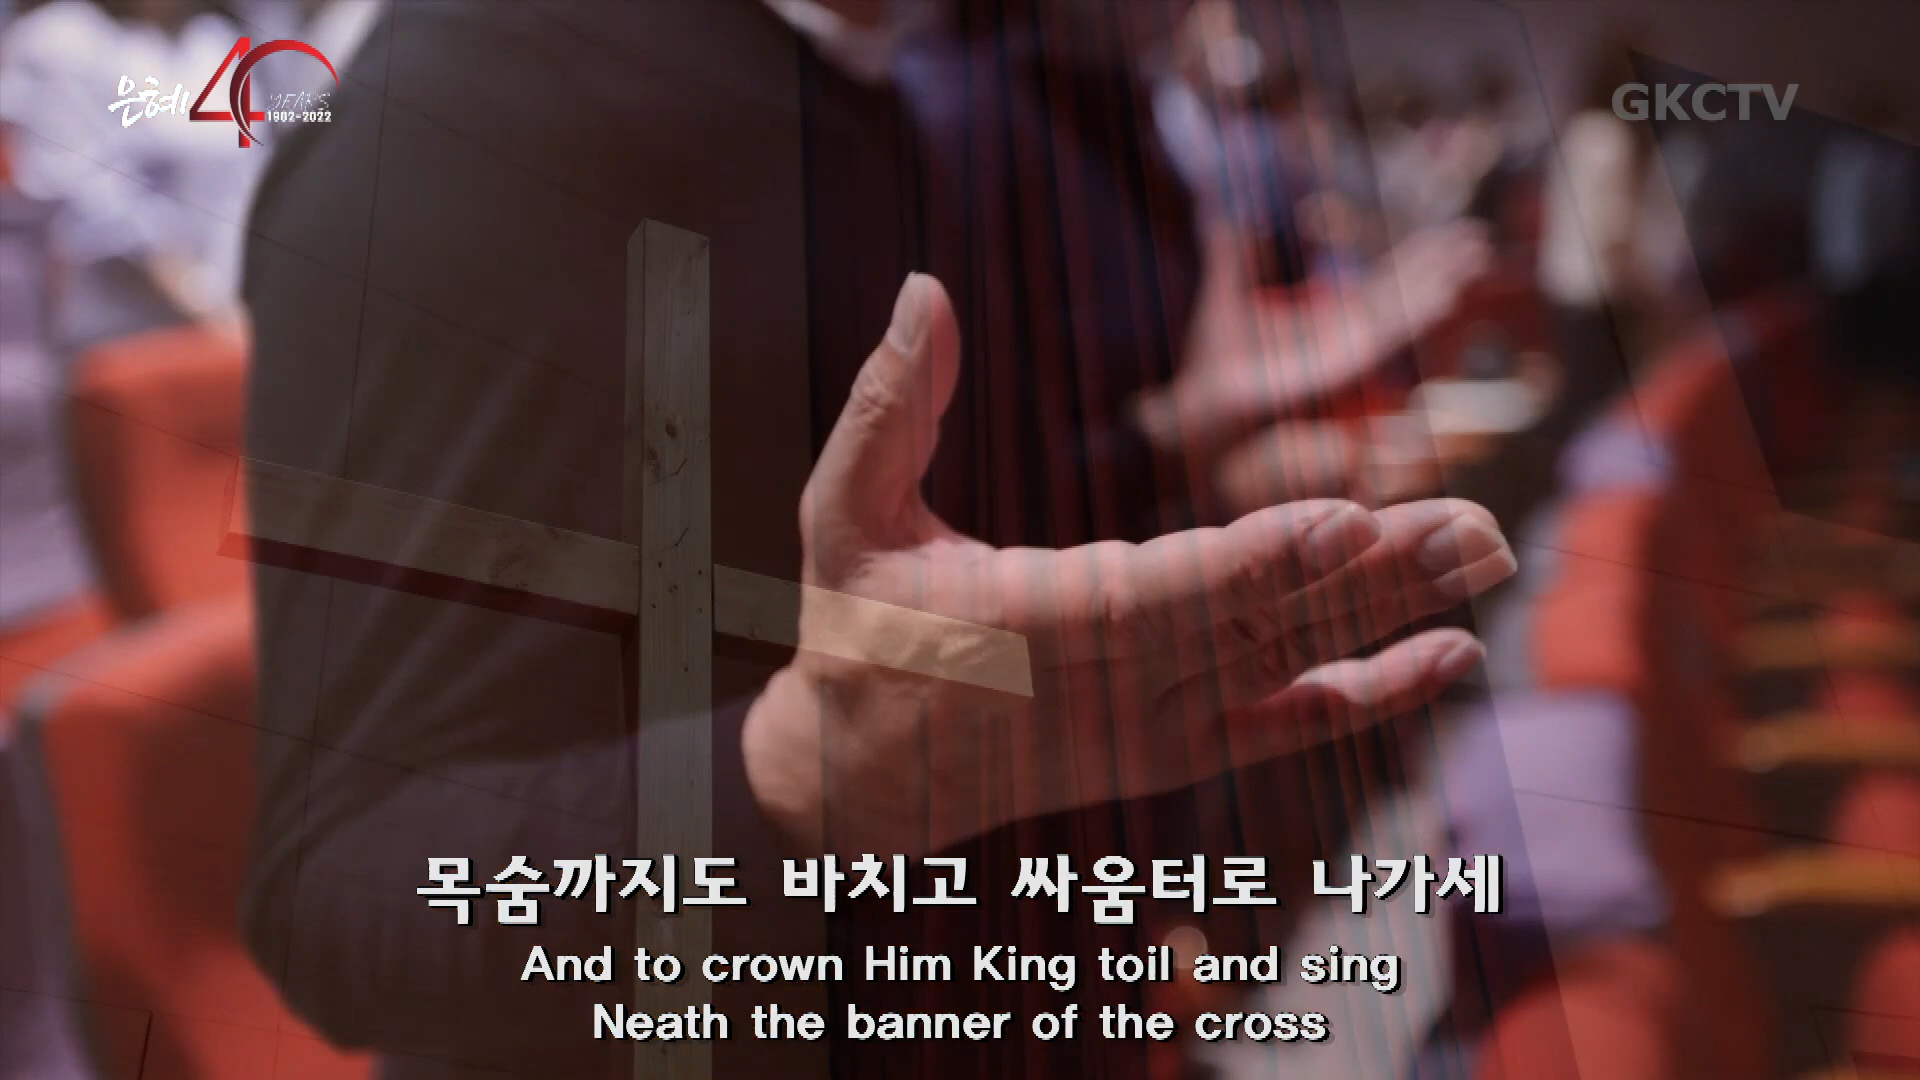 은혜 40 YEARS
1982-2022
GKCTV
목숨까지도 바치고 싸움터로 나가세
And to crown Him King toil and sing
Neath the banner of the cross